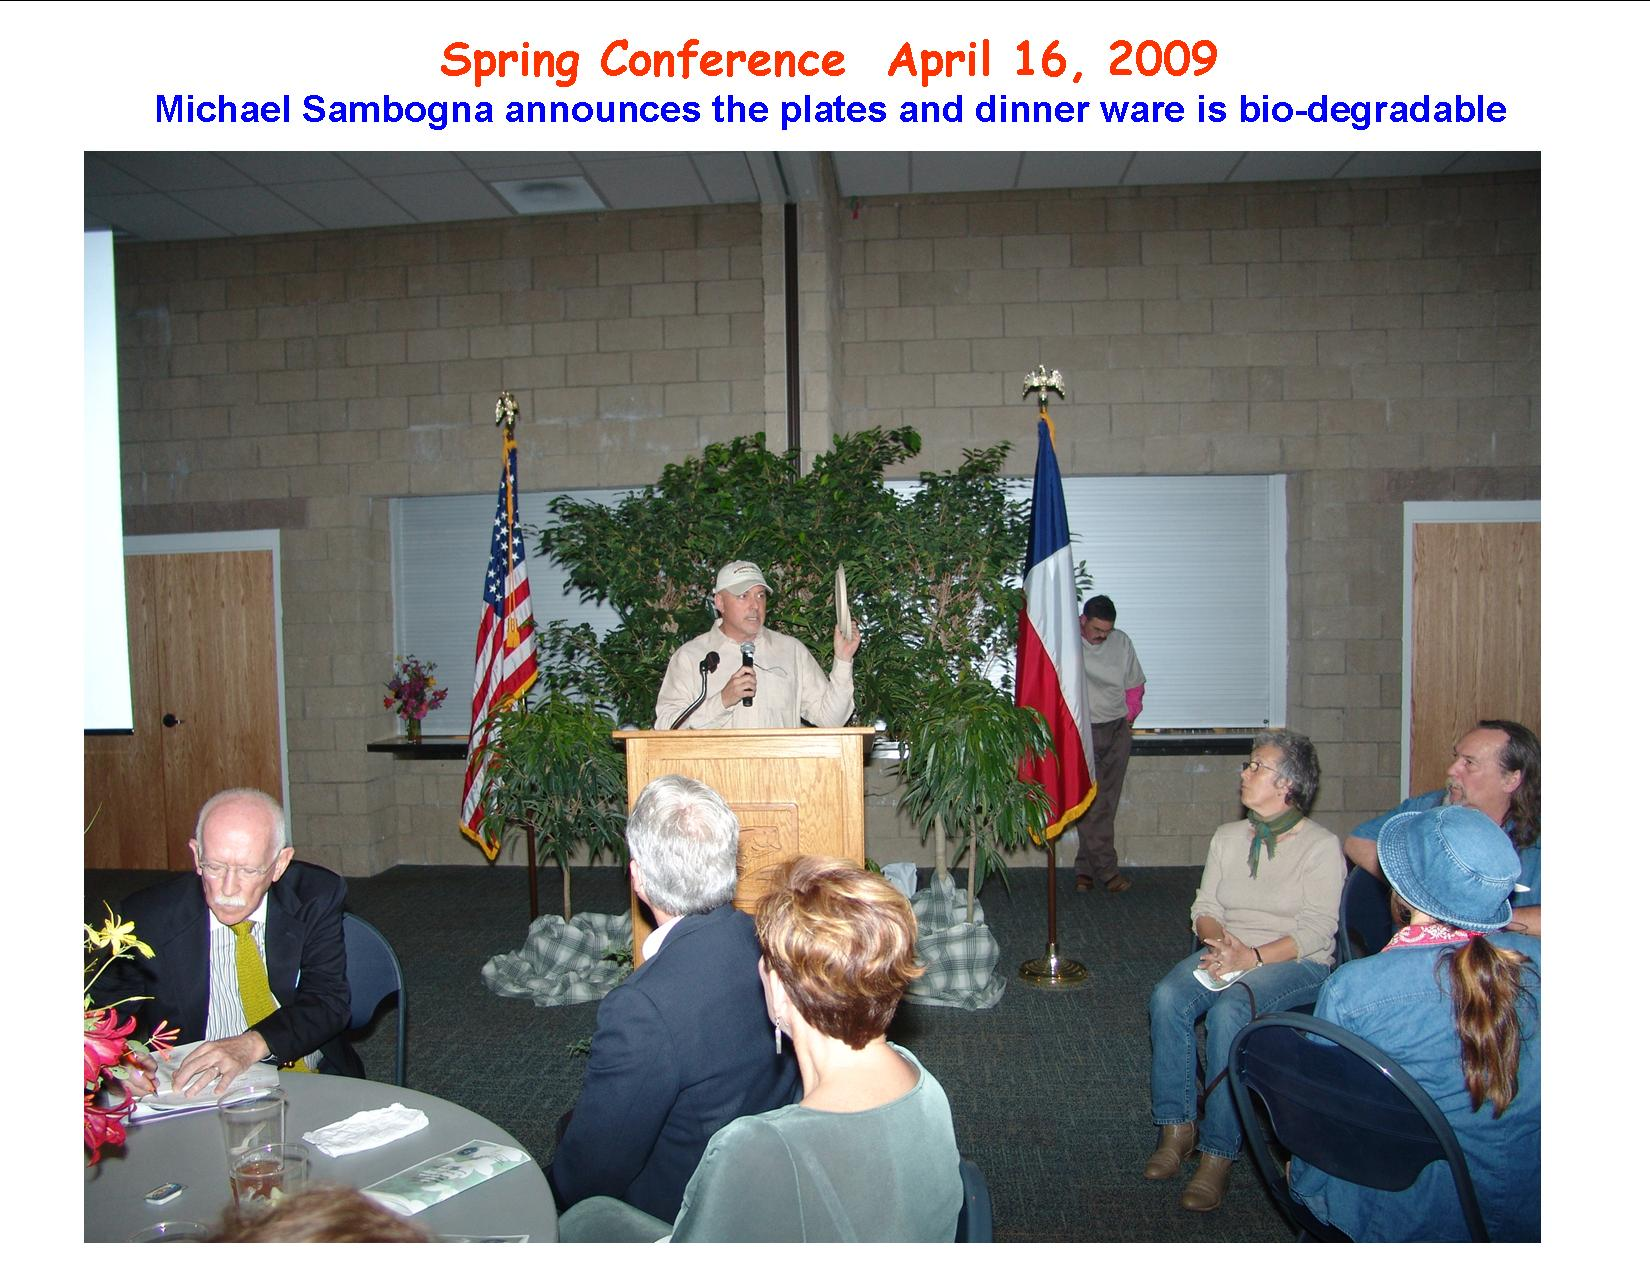 Spring Conference  April 16, 2009
Michael Sambogna announces the plates and dinner ware is bio-degradable